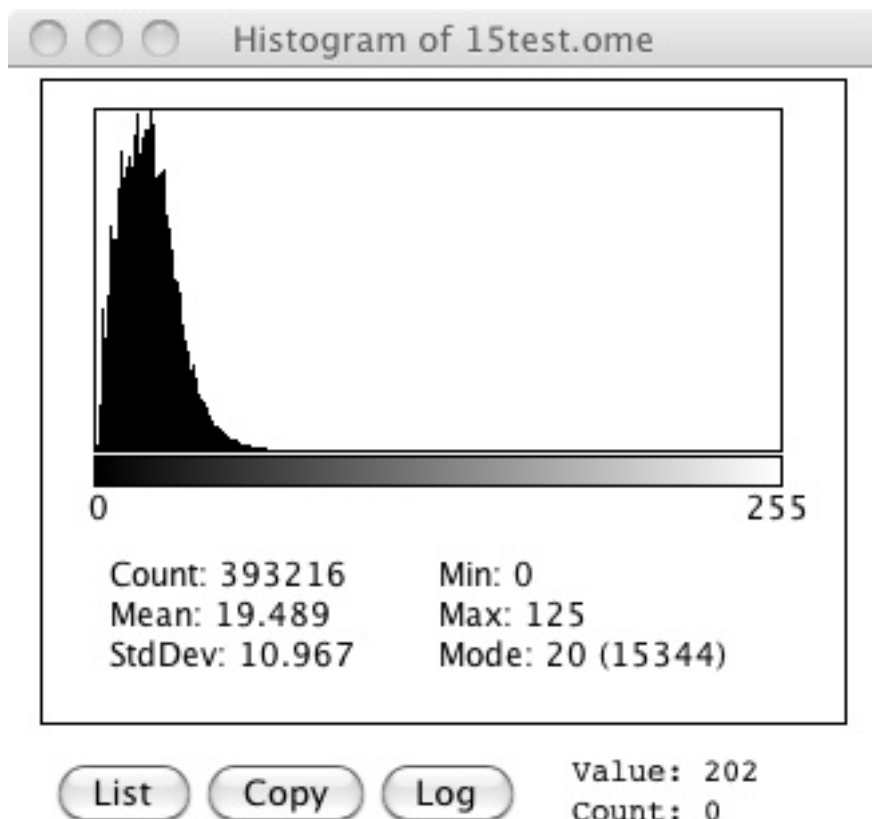 Histogram of 15test.ome
0 255
Count: 393216 Min: 0
Mean: 19.489 Max: 125
StdDev: 10.967 Mode: 20 (15344)
List Copy Log Value: 202
Count: 0